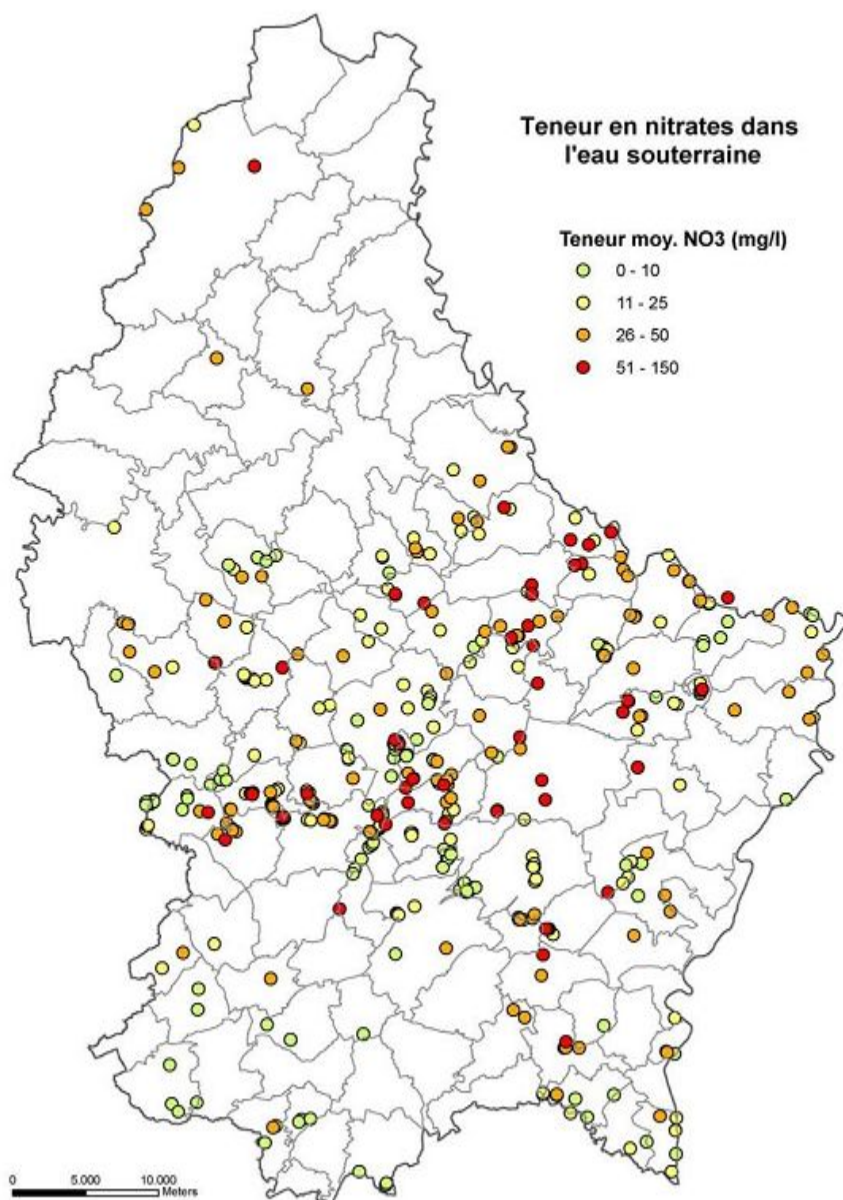 Teneur en nitrates dans
l'eau souterraine
Teneur moy. NO3 (mg/l)
0 - 10
11 - 25
26 - 50
51 - 150
0 5.000 10.000
Meters